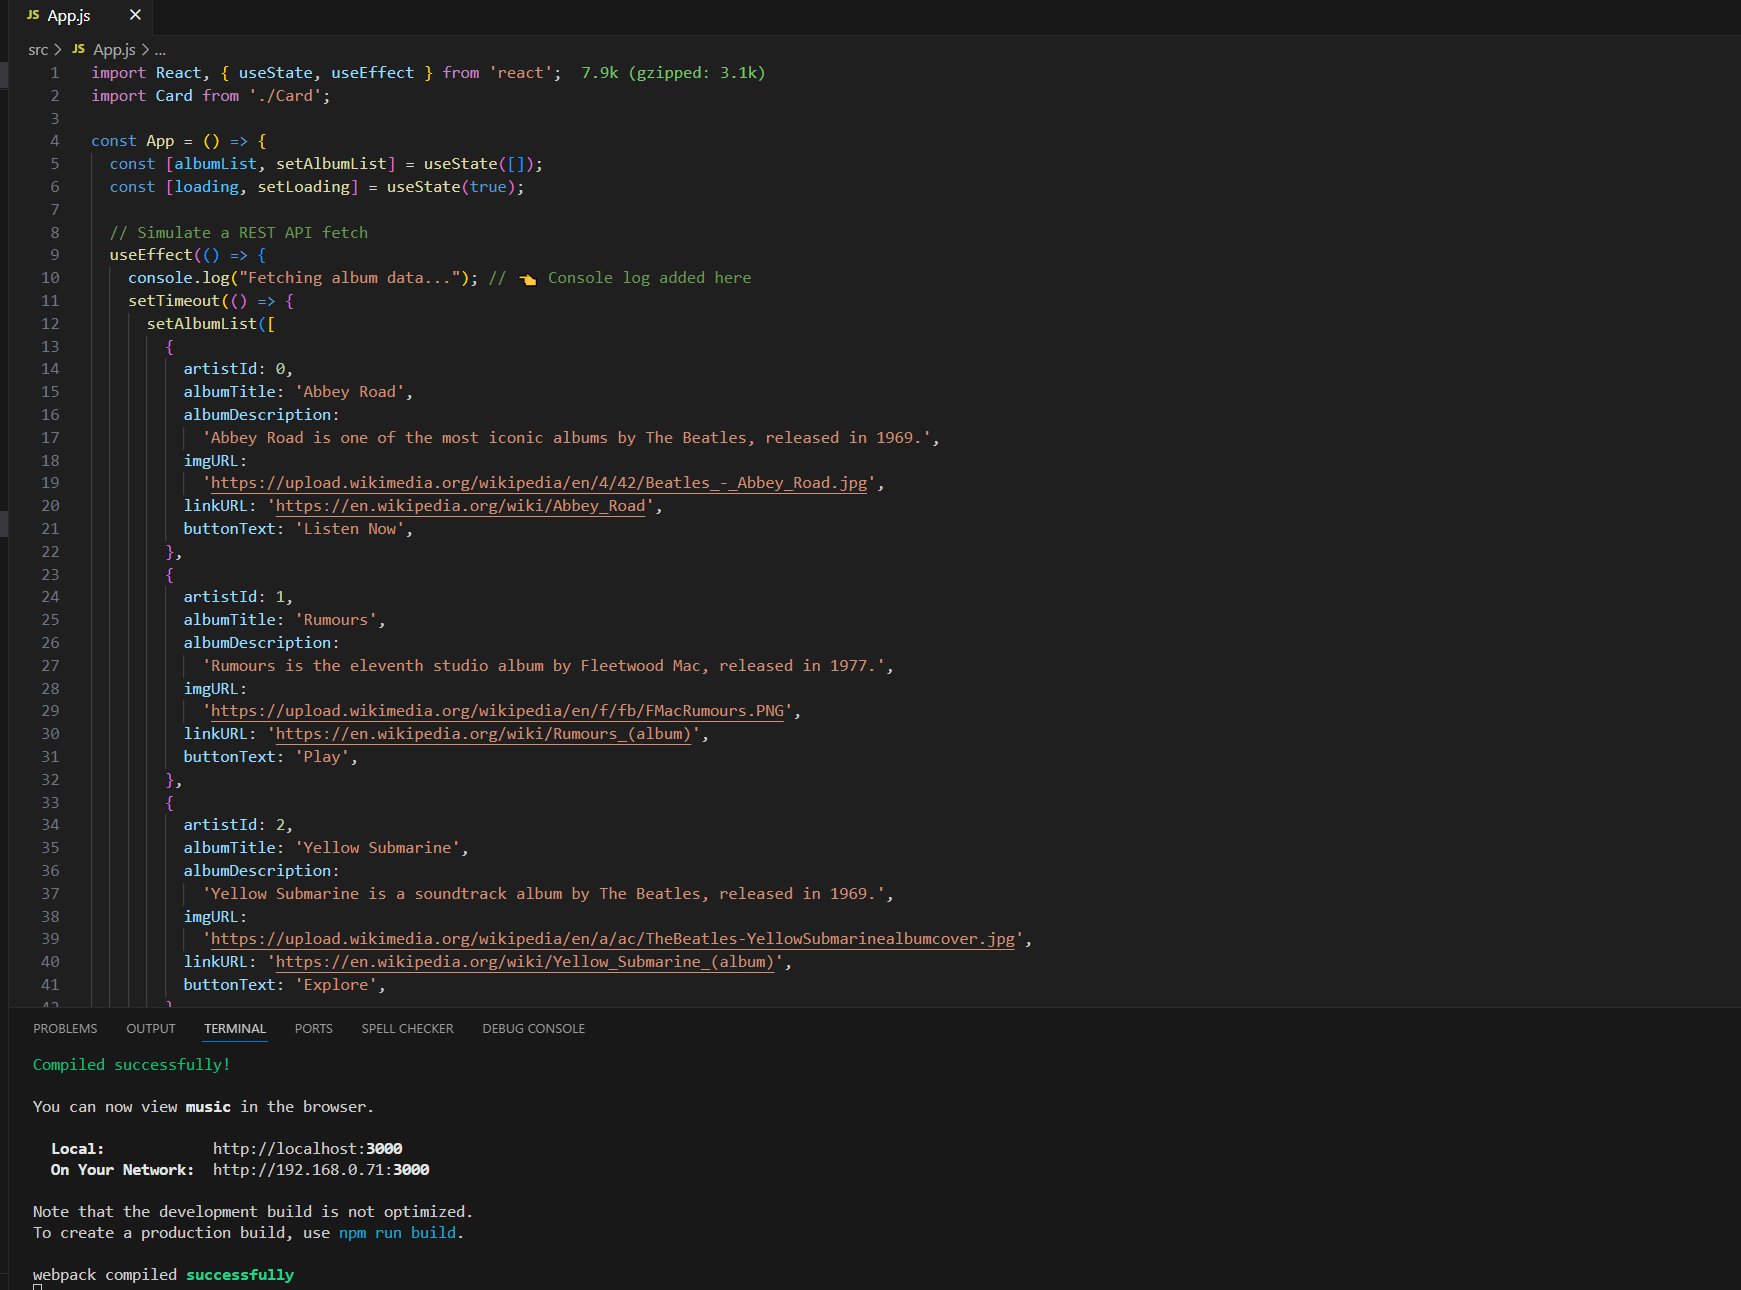 JS App.js ×
src > JS App.js > ...
1 import React, { useState, useEffect } from 'react'; 7.9k (gzipped: 3.1k)
2 import Card from './Card';
3
4 const App = () => {
5 const [albumList, setAlbumList] = useState([]);
6 const [loading, setLoading] = useState(true);
7
8 // Simulate a REST API fetch
9 useEffect(() => {
10 console.log("Fetching album data..."); // 👈 Console log added here
11 setTimeout(() => {
12 setAlbumList([
13 {
14 artistId: 0,
15 albumTitle: 'Abbey Road',
16 albumDescription:
17 'Abbey Road is one of the most iconic albums by The Beatles, released in 1969.',
18 imgURL:
19 'https://upload.wikimedia.org/wikipedia/en/4/42/Beatles_-_Abbey_Road.jpg',
20 linkURL: 'https://en.wikipedia.org/wiki/Abbey_Road',
21 buttonText: 'Listen Now',
22 },
23 {
24 artistId: 1,
25 albumTitle: 'Rumours',
26 albumDescription:
27 'Rumours is the eleventh studio album by Fleetwood Mac, released in 1977.',
28 imgURL:
29 'https://upload.wikimedia.org/wikipedia/en/f/fb/FMacRumours.PNG',
30 linkURL: 'https://en.wikipedia.org/wiki/Rumours_(album)',
31 buttonText: 'Play',
32 },
33 {
34 artistId: 2,
35 albumTitle: 'Yellow Submarine',
36 albumDescription:
37 'Yellow Submarine is a soundtrack album by The Beatles, released in 1969.',
38 imgURL:
39 'https://upload.wikimedia.org/wikipedia/en/a/ac/TheBeatles-YellowSubmarinealbumcover.jpg',
40 linkURL: 'https://en.wikipedia.org/wiki/Yellow_Submarine_(album)',
41 buttonText: 'Explore',
42 }
PROBLEMS OUTPUT TERMINAL PORTS SPELL CHECKER DEBUG CONSOLE
Compiled successfully!
You can now view music in the browser.
Local: http://localhost:3000
On Your Network: http://192.168.0.71:3000
Note that the development build is not optimized.
To create a production build, use npm run build.
webpack compiled successfully